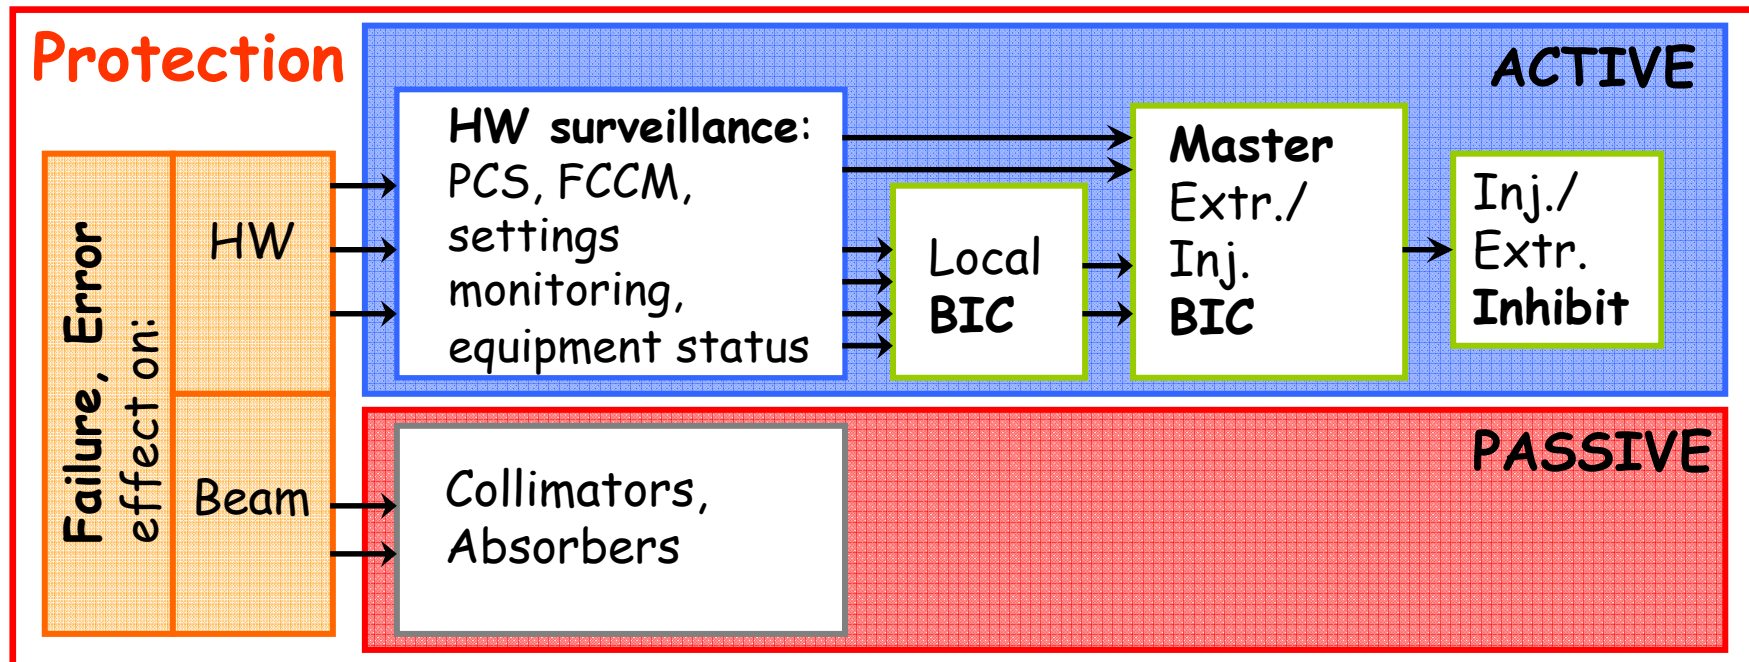 Protection
ACTIVE
Failure, Error
effect on:
HW
Beam
HW surveillance:
PCS, FCCM,
settings
monitoring,
equipment status
Local
BIC
Master
Extr./
Inj.
BIC
Inj./
Extr.
Inhibit
PASSIVE
Collimators,
Absorbers